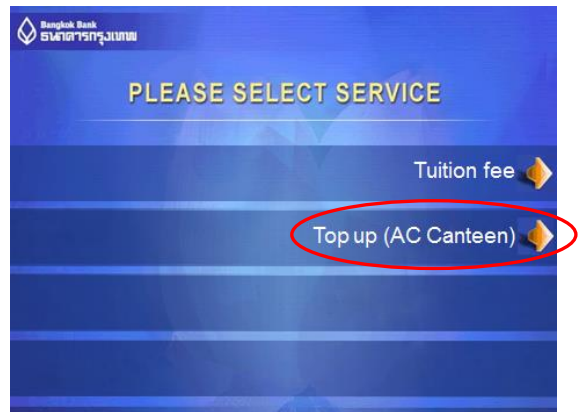 Bangkok Bank
ธนาคารกรุงเทพ
PLEASE SELECT SERVICE
Tuition fee
Top up (AC Canteen)